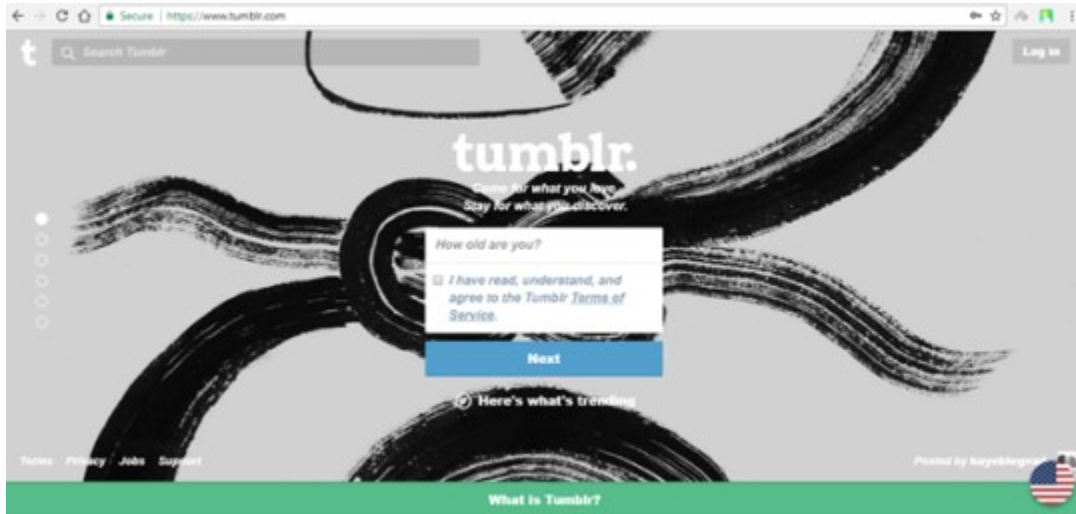 Secure | https://www.tumblr.com
t
Search Tumblr
Log in
tumblr.
Come for what you love.
Stay for what you discover.
How old are you?
I have read, understand, and
agree to the Tumblr Terms of
Service.
Next
Here's what's trending
Terms Privacy Jobs Support
Posted by
What is Tumblr?